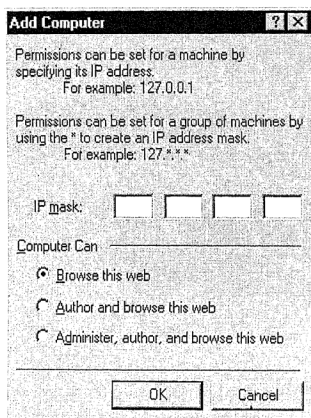 Add Computer
Permissions can be set for a machine by
specifying its IP address.
For example: 127.0.0.1
Permissions can be set for a group of machines by
using the * to create an IP address mask.
For example: 127.*.*.*
IP mask:
Computer Can
Browse this web
Author and browse this web
Administer, author, and browse this web
OK
Cancel